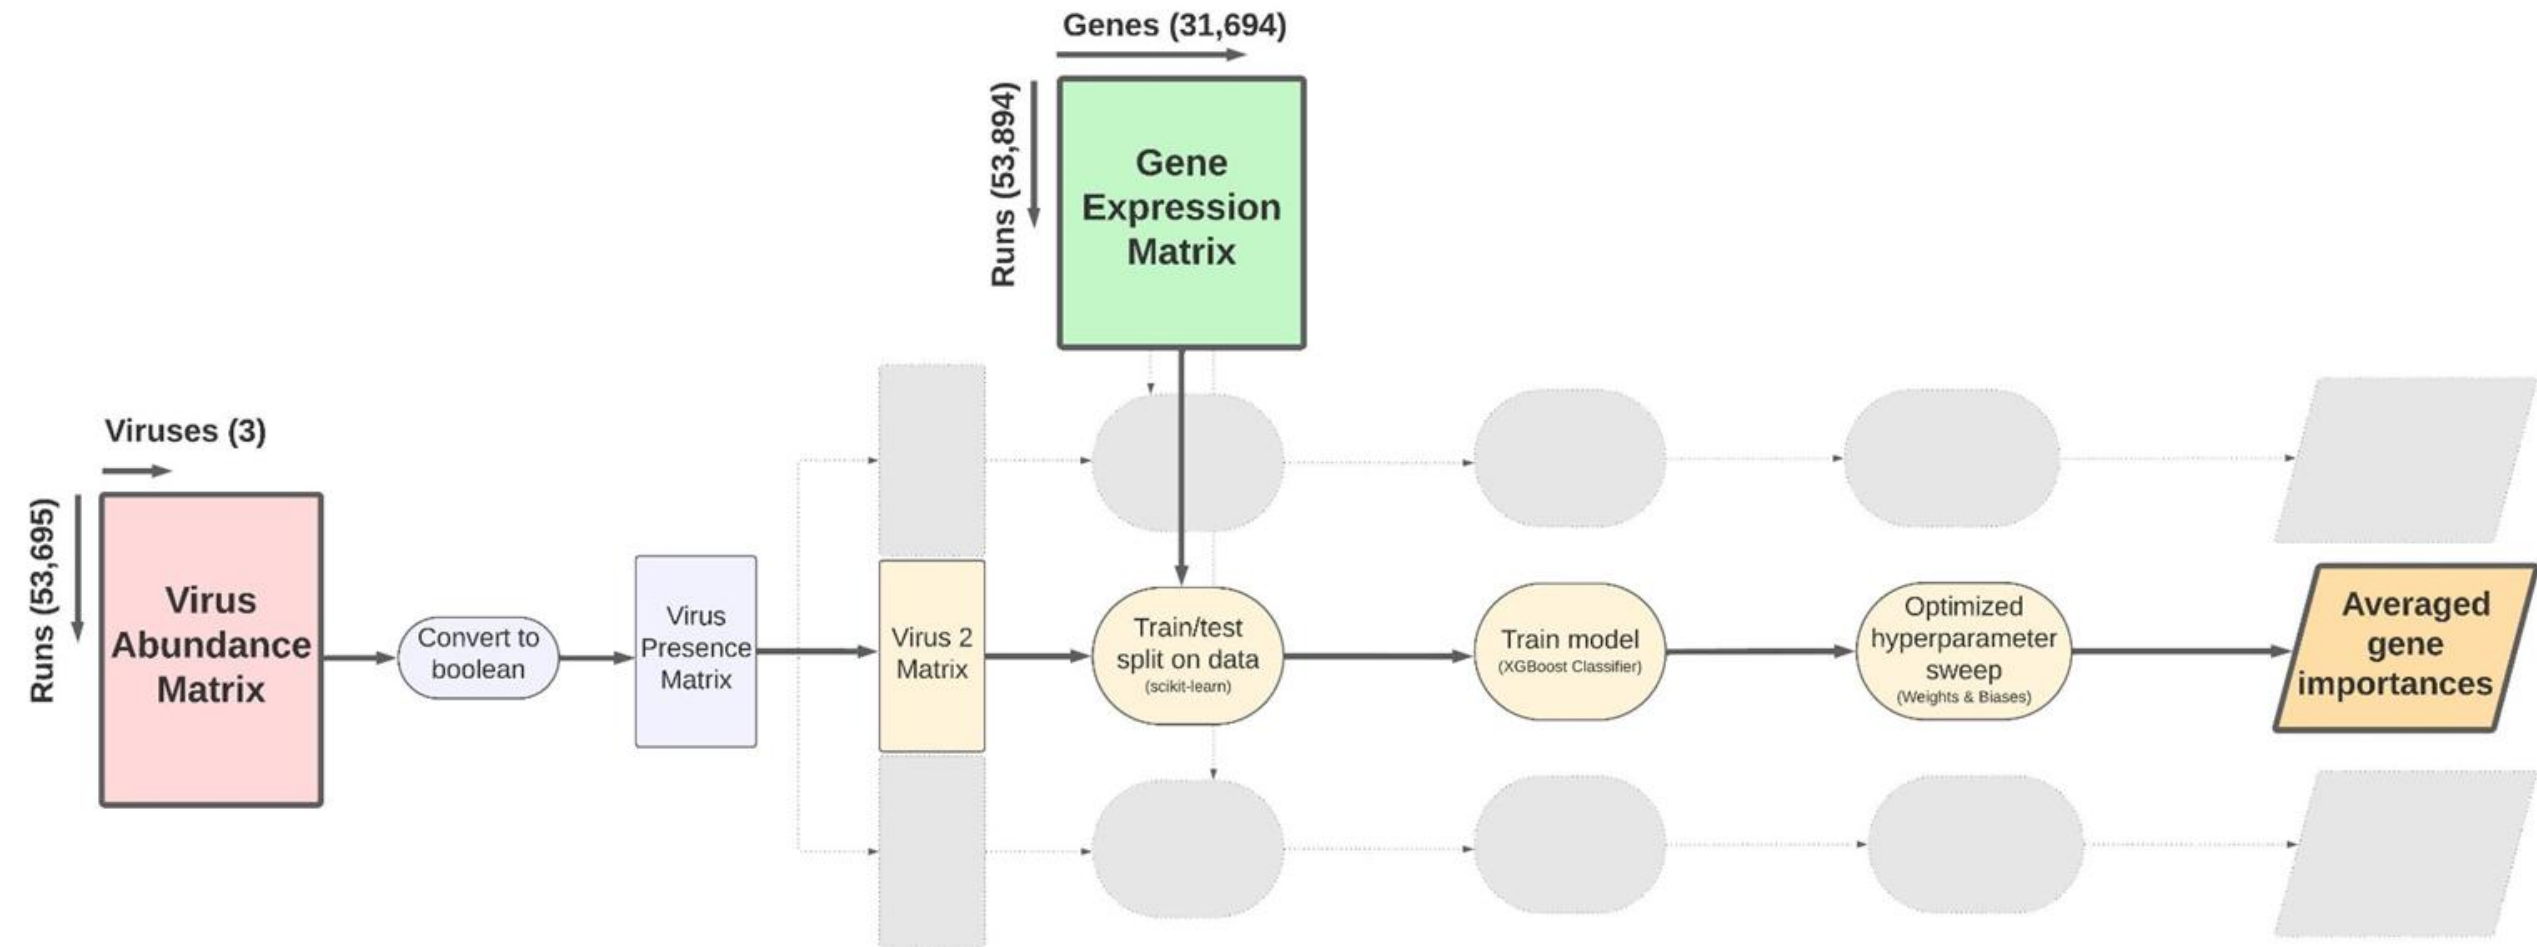 Genes (31,694)
Runs (53,894)
Gene
Expression
Matrix
Viruses (3)
Runs (53,695)
Virus
Abundance
Matrix
Convert to
boolean
Virus
Presence
Matrix
Virus 2
Matrix
Train/test
split on data
(scikit-learn)
Train model
(XGBoost Classifier)
Optimized
hyperparameter
sweep
(Weights & Biases)
Averaged
gene
importances